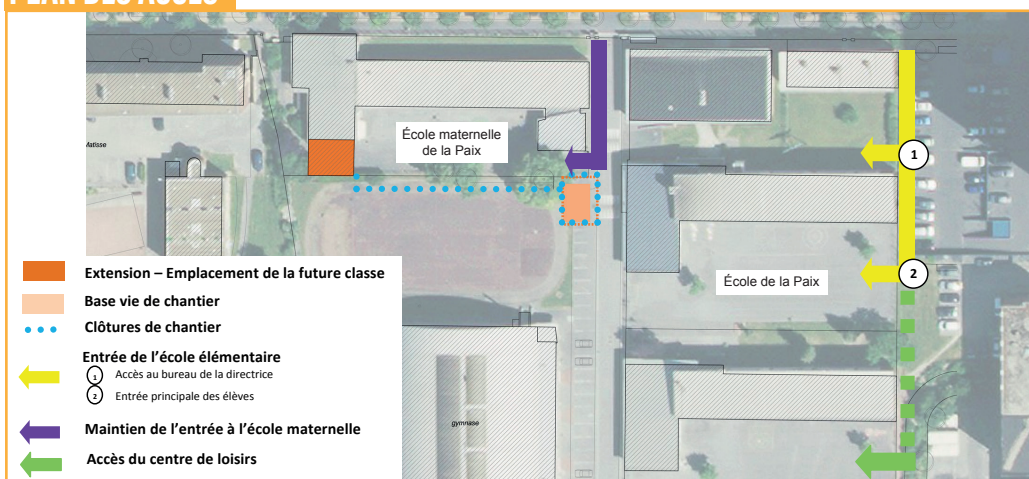 PLAN DES ACCÈS
Matisse
École maternelle
de la Paix
1
2
École de la Paix
gymnase
Extension – Emplacement de la future classe
Base vie de chantier
Clôtures de chantier
Entrée de l'école élémentaire
1 Accès au bureau de la directrice
2 Entrée principale des élèves
Maintien de l'entrée à l'école maternelle
Accès du centre de loisirs